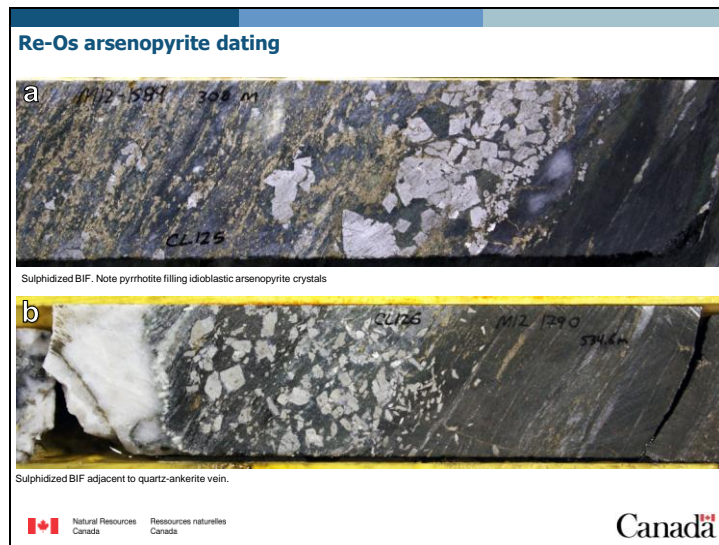 Re-Os arsenopyrite dating
a
M12-1589 308 M
CL125
Sulphidized BIF. Note pyrrhotite filling idioblastic arsenopyrite crystals
b
CL126 M12 1790
534.6m
Sulphidized BIF adjacent to quartz-ankerite vein.
Natural Resources Canada
Ressources naturelles Canada
Canada